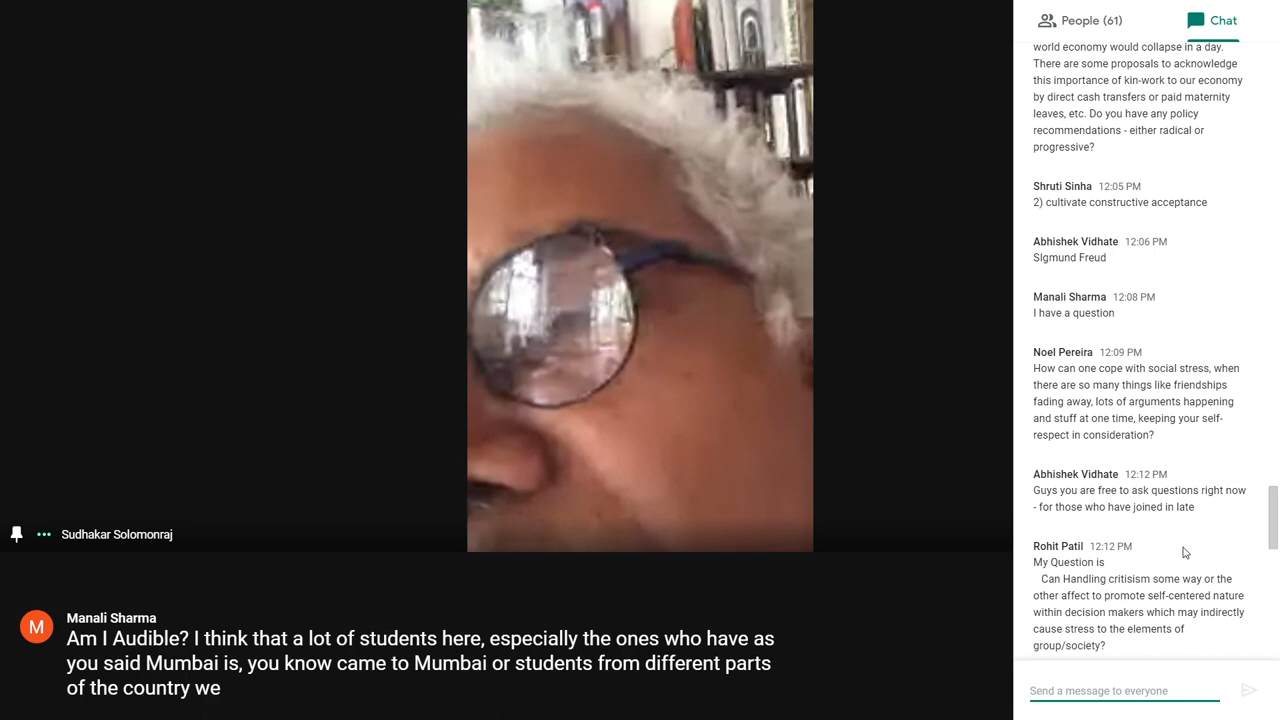 People (61)
Chat
world economy would collapse in a day.
There are some proposals to acknowledge
this importance of kin-work to our economy
by direct cash transfers or paid maternity
leaves, etc. Do you have any policy
recommendations - either radical or
progressive?
Shruti Sinha 12:05 PM
2) cultivate constructive acceptance
Abhishek Vidhate 12:06 PM
SIgmund Freud
Manali Sharma 12:08 PM
I have a question
Noel Pereira 12:09 PM
How can one cope with social stress, when
there are so many things like friendships
fading away, lots of arguments happening
and stuff at one time, keeping your self-
respect in consideration?
Abhishek Vidhate 12:12 PM
Guys you are free to ask questions right now
- for those who have joined in late
Rohit Patil 12:12 PM
My Question is
Can Handling critisism some way or the
other affect to promote self-centered nature
within decision makers which may indirectly
cause stress to the elements of
group/society?
Send a message to everyone
Sudhakar Solomonraj
M
Manali Sharma
Am I Audible? I think that a lot of students here, especially the ones who have as
you said Mumbai is, you know came to Mumbai or students from different parts
of the country we